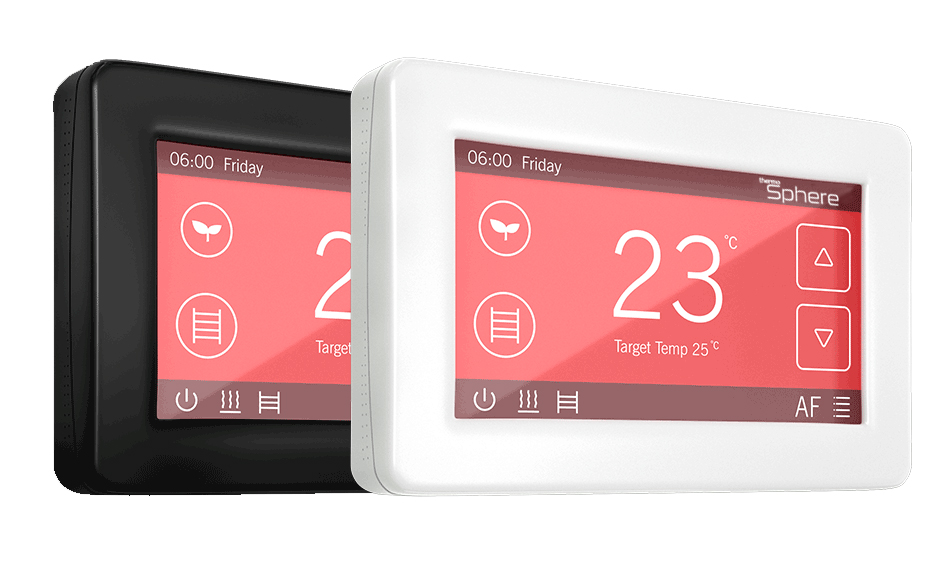 06:00 Friday
2
Target
06:00 Friday
thermo
Sphere
23°C
Target Temp 25°C
AF